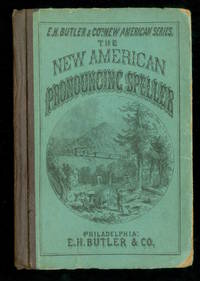 E.H. BUTLER & CO'S NEW AMERICAN SERIES.
THE
NEW AMERICAN
PRONOUNCING SPELLER
PHILADELPHIA:
E.H. BUTLER & CO.